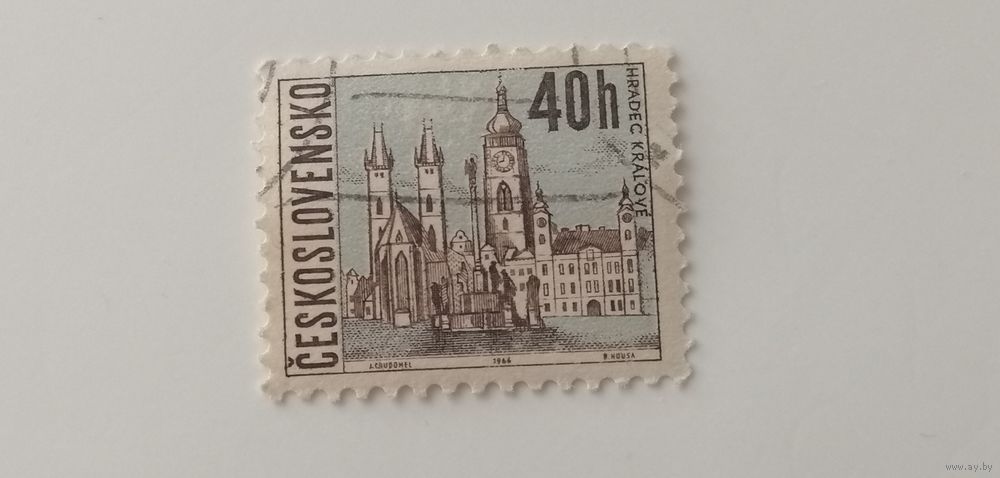 ČESKOSLOVENSKO
40h
HRADEC KRÁLOVÉ
J. CHUDOMEL
1966
B. HOUSA
www.ay.by